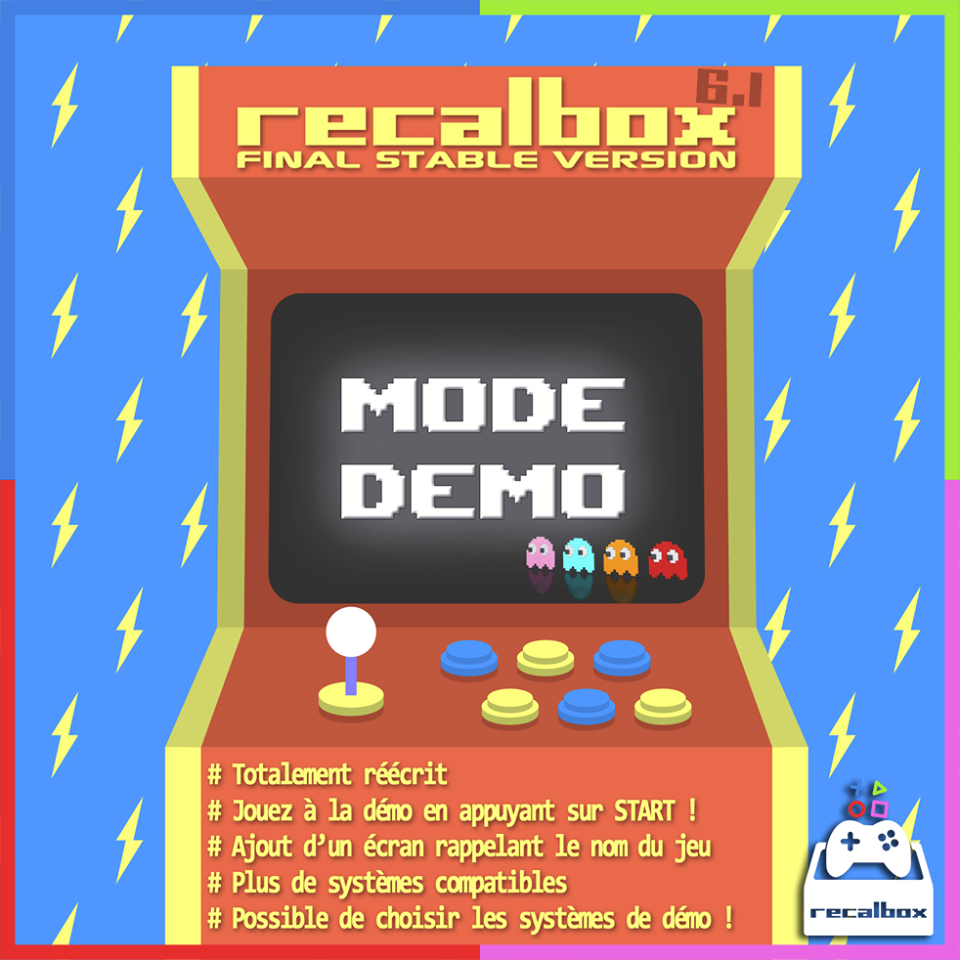 6.1
recalbox
FINAL STABLE VERSION
MODE
DEMO
# Totalement réécrit
# Jouez à la démo en appuyant sur START !
# Ajout d’un écran rappelant le nom du jeu
# Plus de systèmes compatibles
# Possible de choisir les systèmes de démo !
recalbox